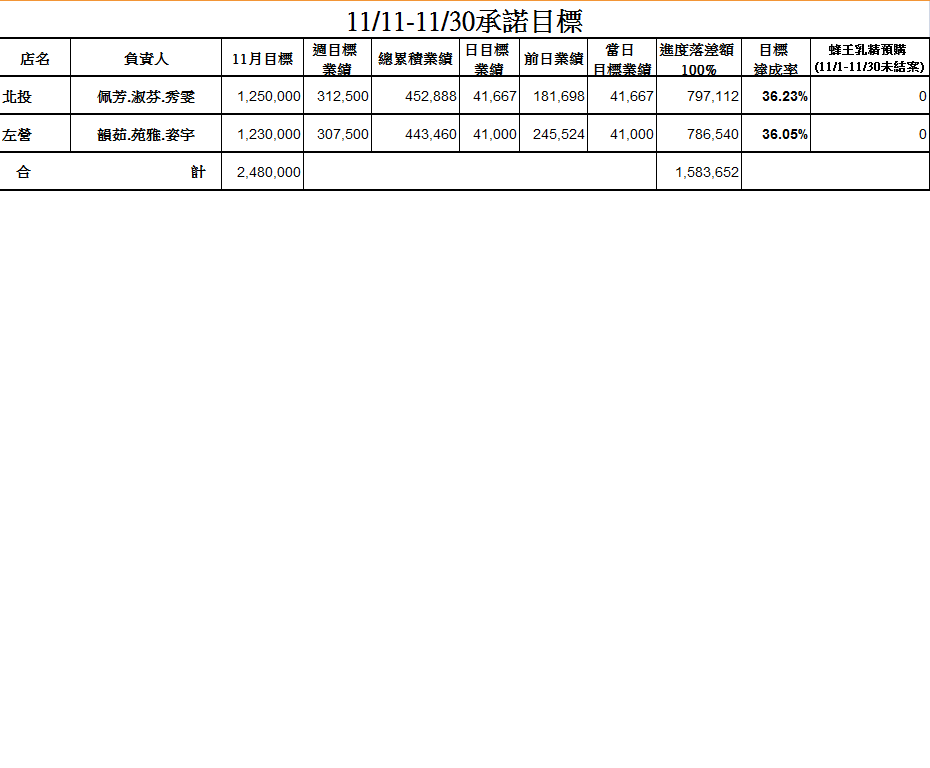 11/11-11/30承諾目標
店名 負責人 11月目標 週目標業績 總累積業績 日目標業績 前日業績 當日目標業績 進度落差額100% 目標達成率 蜂王乳精預購(11/1-11/30未結案)
北投 佩芳.淑芬.秀雯 1,250,000 312,500 452,888 41,667 181,698 41,667 797,112 36.23% 0
左營 韻茹.苑雅.姿宇 1,230,000 307,500 443,460 41,000 245,524 41,000 786,540 36.05% 0
合 計 2,480,000 1,583,652